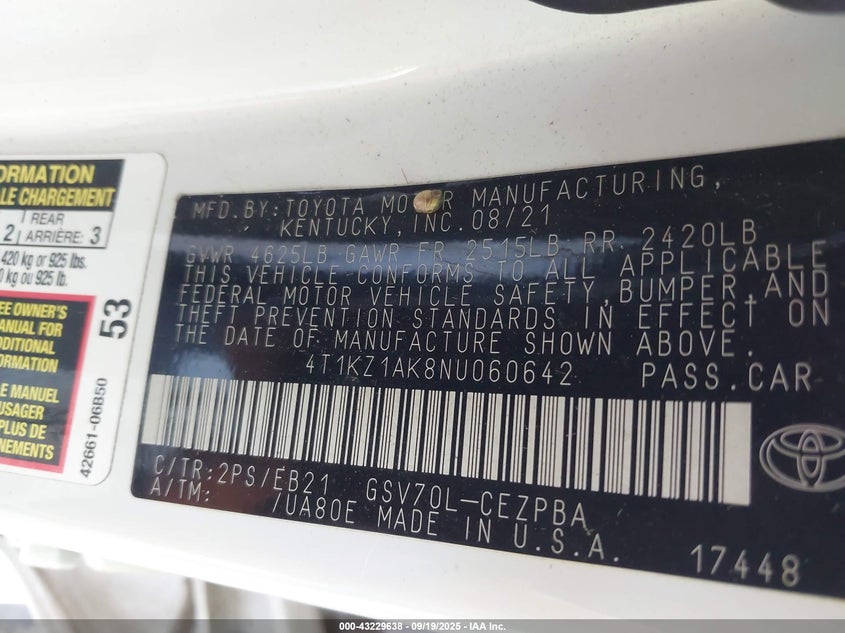 ORMATION
LE CHARGEMENT
REAR
2 ARRIÈRE: 3
420 kg or 925 lbs.
0 kg ou 925 lb.
EE OWNER'S
ANUAL FOR
DDITIONAL
FORMATION
LE MANUEL
USAGER
PLUS DE
GNEMENTS
53
42661-06B50
MFD.BY: TOYOTA MOTOR MANUFACTURING,
KENTUCKY, INC. 08/21
GVWR 4625LB GAWR FR 2515LB RR 2420LB
THIS VEHICLE CONFORMS TO ALL APPLICABLE
FEDERAL MOTOR VEHICLE SAFETY, BUMPER, AND
THEFT PREVENTION STANDARDS IN EFFECT ON
THE DATE OF MANUFACTURE SHOWN ABOVE.
4T1KZ1AK8NU060642 PASS.CAR
C/TR: 2PS/EB21 GSV70L-CEZPBA
A/TM: /UA80E MADE IN U.S.A.
17448
000-43229638 - 09/19/2025 - IAA Inc.